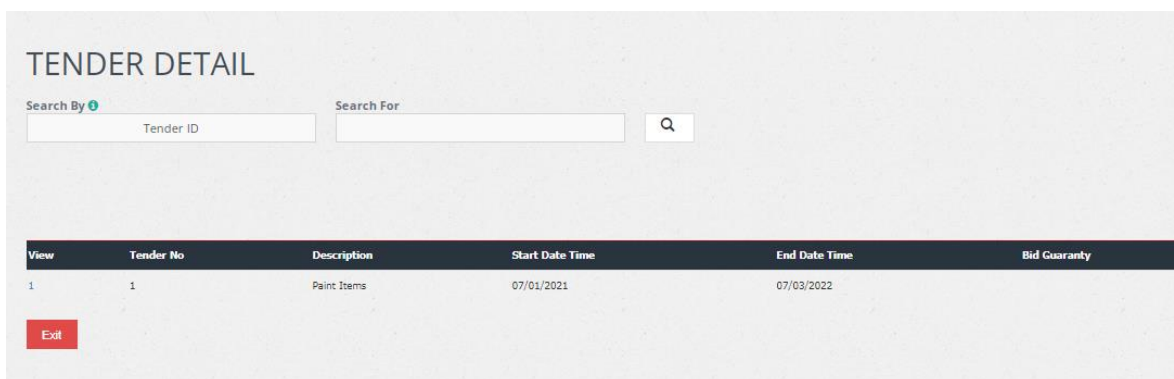 TENDER DETAIL
Search By Search For
Tender ID
View Tender No Description Start Date Time End Date Time Bid Guaranty
1 1 Paint Items 07/01/2021 07/03/2022
Exit